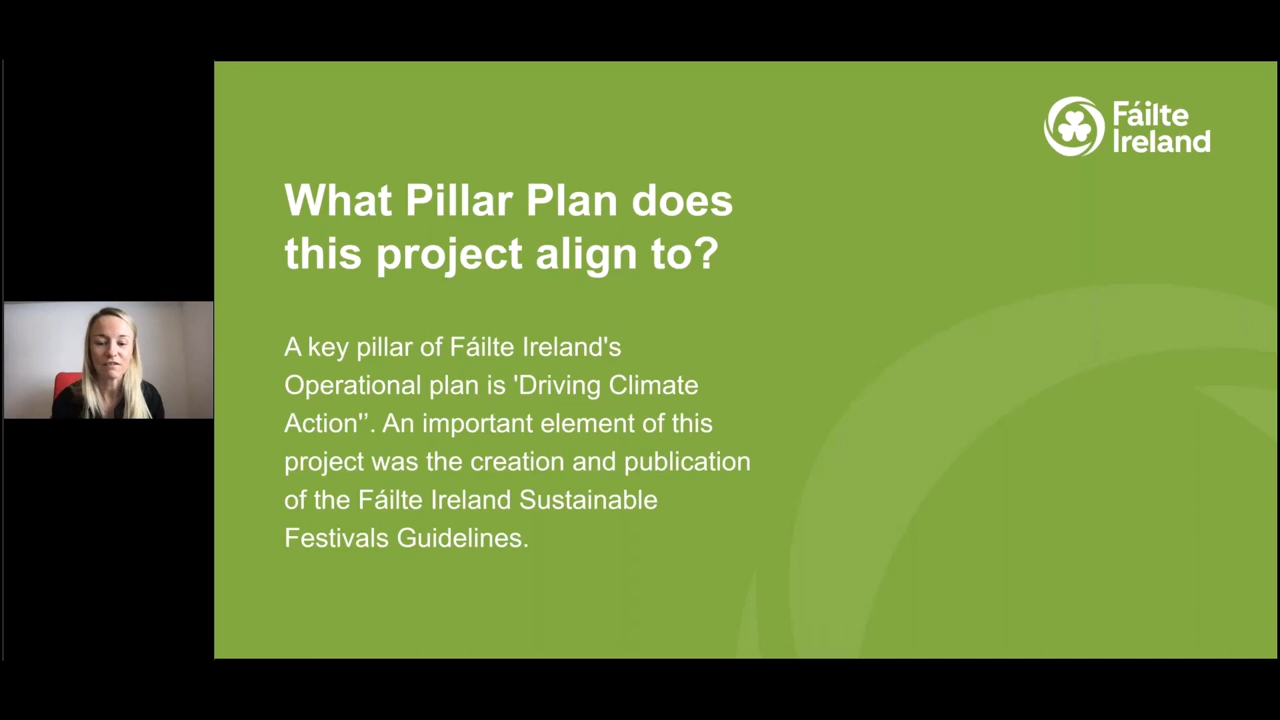 Fáilte
Ireland
What Pillar Plan does
this project align to?
A key pillar of Fáilte Ireland's
Operational plan is 'Driving Climate
Action'’. An important element of this
project was the creation and publication
of the Fáilte Ireland Sustainable
Festivals Guidelines.